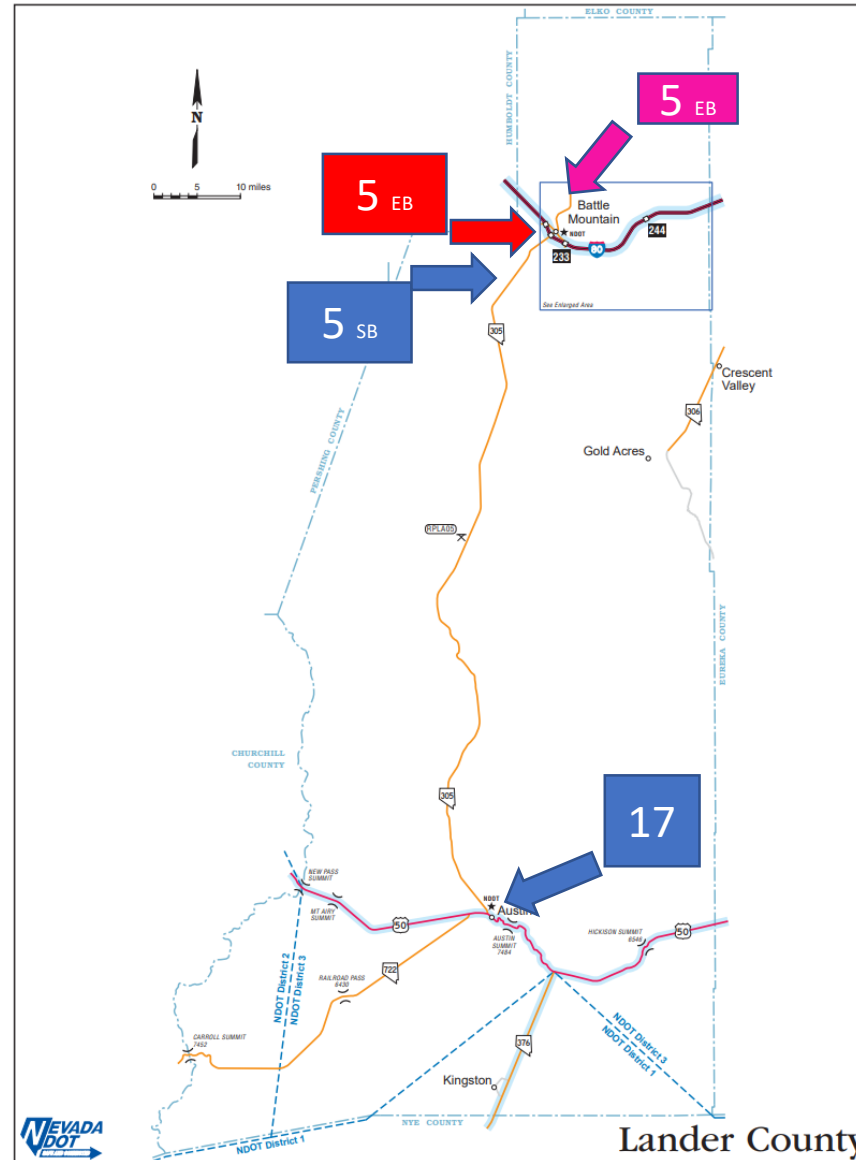 ELKO COUNTY
HUMBOLDT COUNTY
N
0 5 10 miles
5 EB
5 EB
5 SB
Battle
Mountain
NDOT
233
80
244
See Enlarged Area
305
PERSHING COUNTY
Crescent
Valley
306
Gold Acres
RPLA05
EUREKA COUNTY
CHURCHILL
COUNTY
305
17
NEW PASS
SUMMIT
MT AIRY
SUMMIT
50
NDOT
Austin
AUSTIN
SUMMIT
7484
HICKISON SUMMIT
6546
50
722
RAILROAD PASS
6430
NDOT District 2
NDOT District 3
CARROLL SUMMIT
7452
376
NDOT District 3
NDOT District 1
Kingston
NYE COUNTY
NDOT District 1
NEVADA
DOT
Lander County